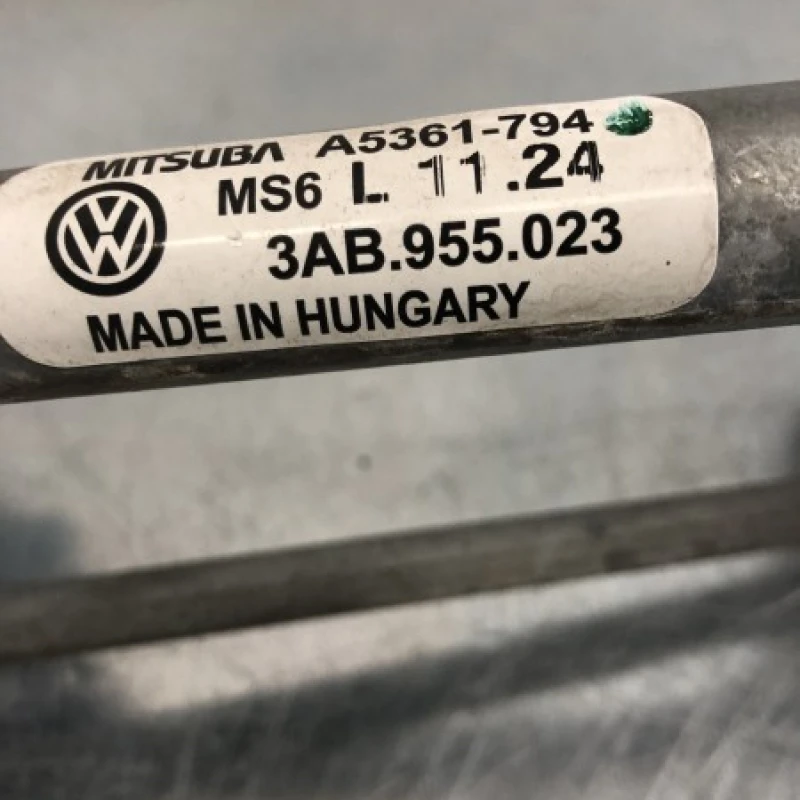 MITSUBA A5361-794
MS6 L 11.24
3AB.955.023
MADE IN HUNGARY